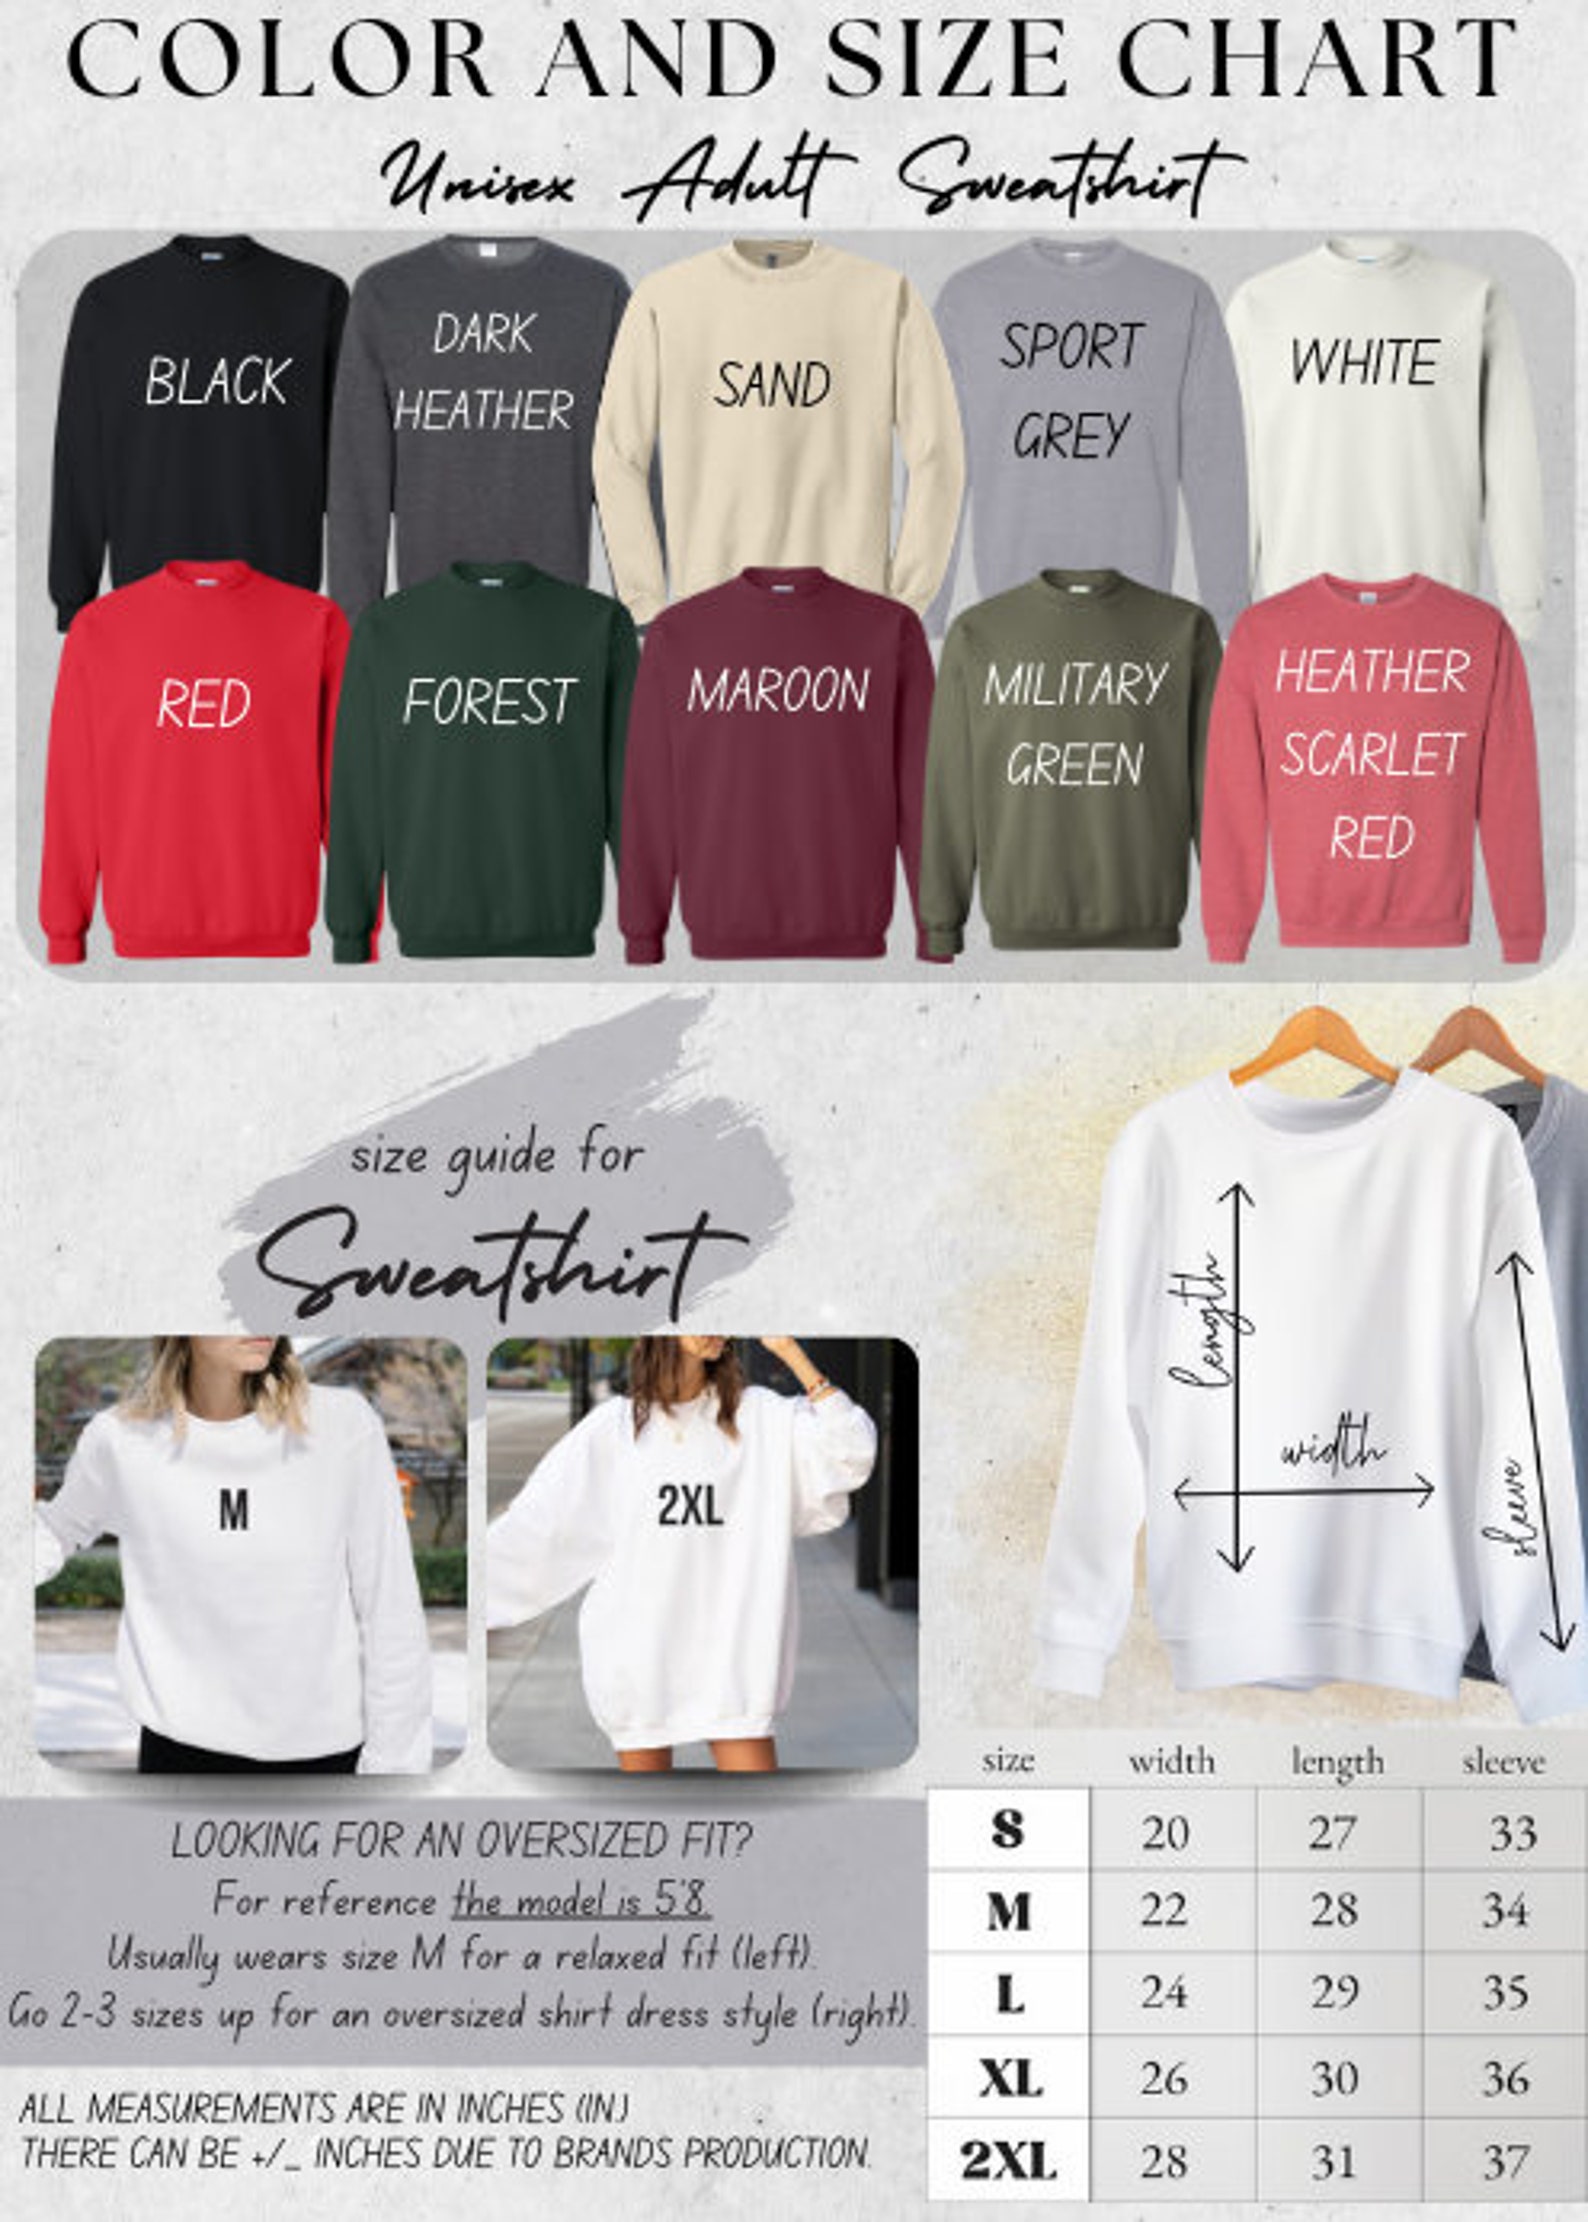 COLOR AND SIZE CHART
Unisex Adult Sweatshirt
BLACK
DARK
HEATHER
SAND
SPORT
GREY
WHITE
RED
FOREST
MAROON
MILITARY
GREEN
HEATHER
SCARLET
RED
size guide for
Sweatshirt
M
2XL
length
width
sleeve
LOOKING FOR AN OVERSIZED FIT?
For reference the model is 5'8.
Usually wears size M for a relaxed fit (left).
Go 2-3 sizes up for an oversized shirt dress style (right).
ALL MEASUREMENTS ARE IN INCHES (IN.)
THERE CAN BE +/_ INCHES DUE TO BRANDS PRODUCTION.
size width length sleeve
S 20 27 33
M 22 28 34
L 24 29 35
XL 26 30 36
2XL 28 31 37